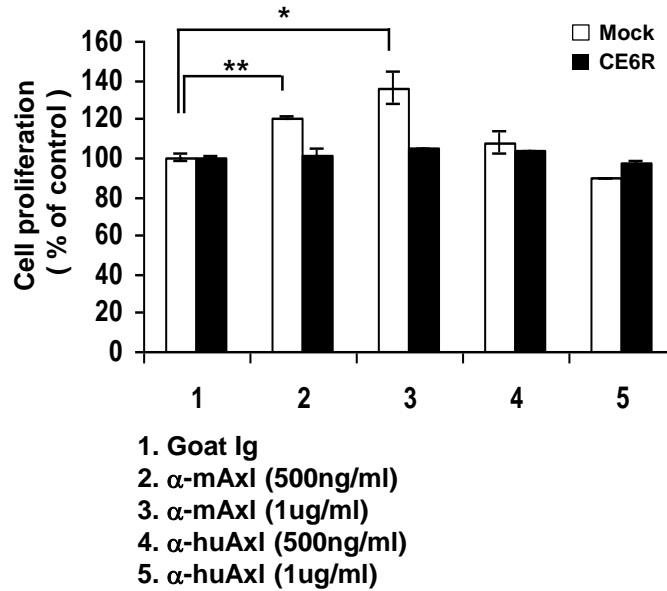 *
**
Mock
CE6R
Cell proliferation
( % of control )
160
140
120
100
80
60
40
20
0
1 2 3 4 5
1. Goat Ig
2. α-mAxl (500ng/ml)
3. α-mAxl (1ug/ml)
4. α-huAxl (500ng/ml)
5. α-huAxl (1ug/ml)